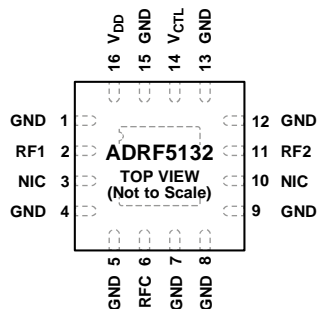 VDD
GND
VCTL
GND
16
15
14
13
GND 1
RF1 2
NIC 3
GND 4
12 GND
11 RF2
10 NIC
9 GND
ADRF5132
TOP VIEW
(Not to Scale)
5
6
7
8
GND
RFC
GND
GND